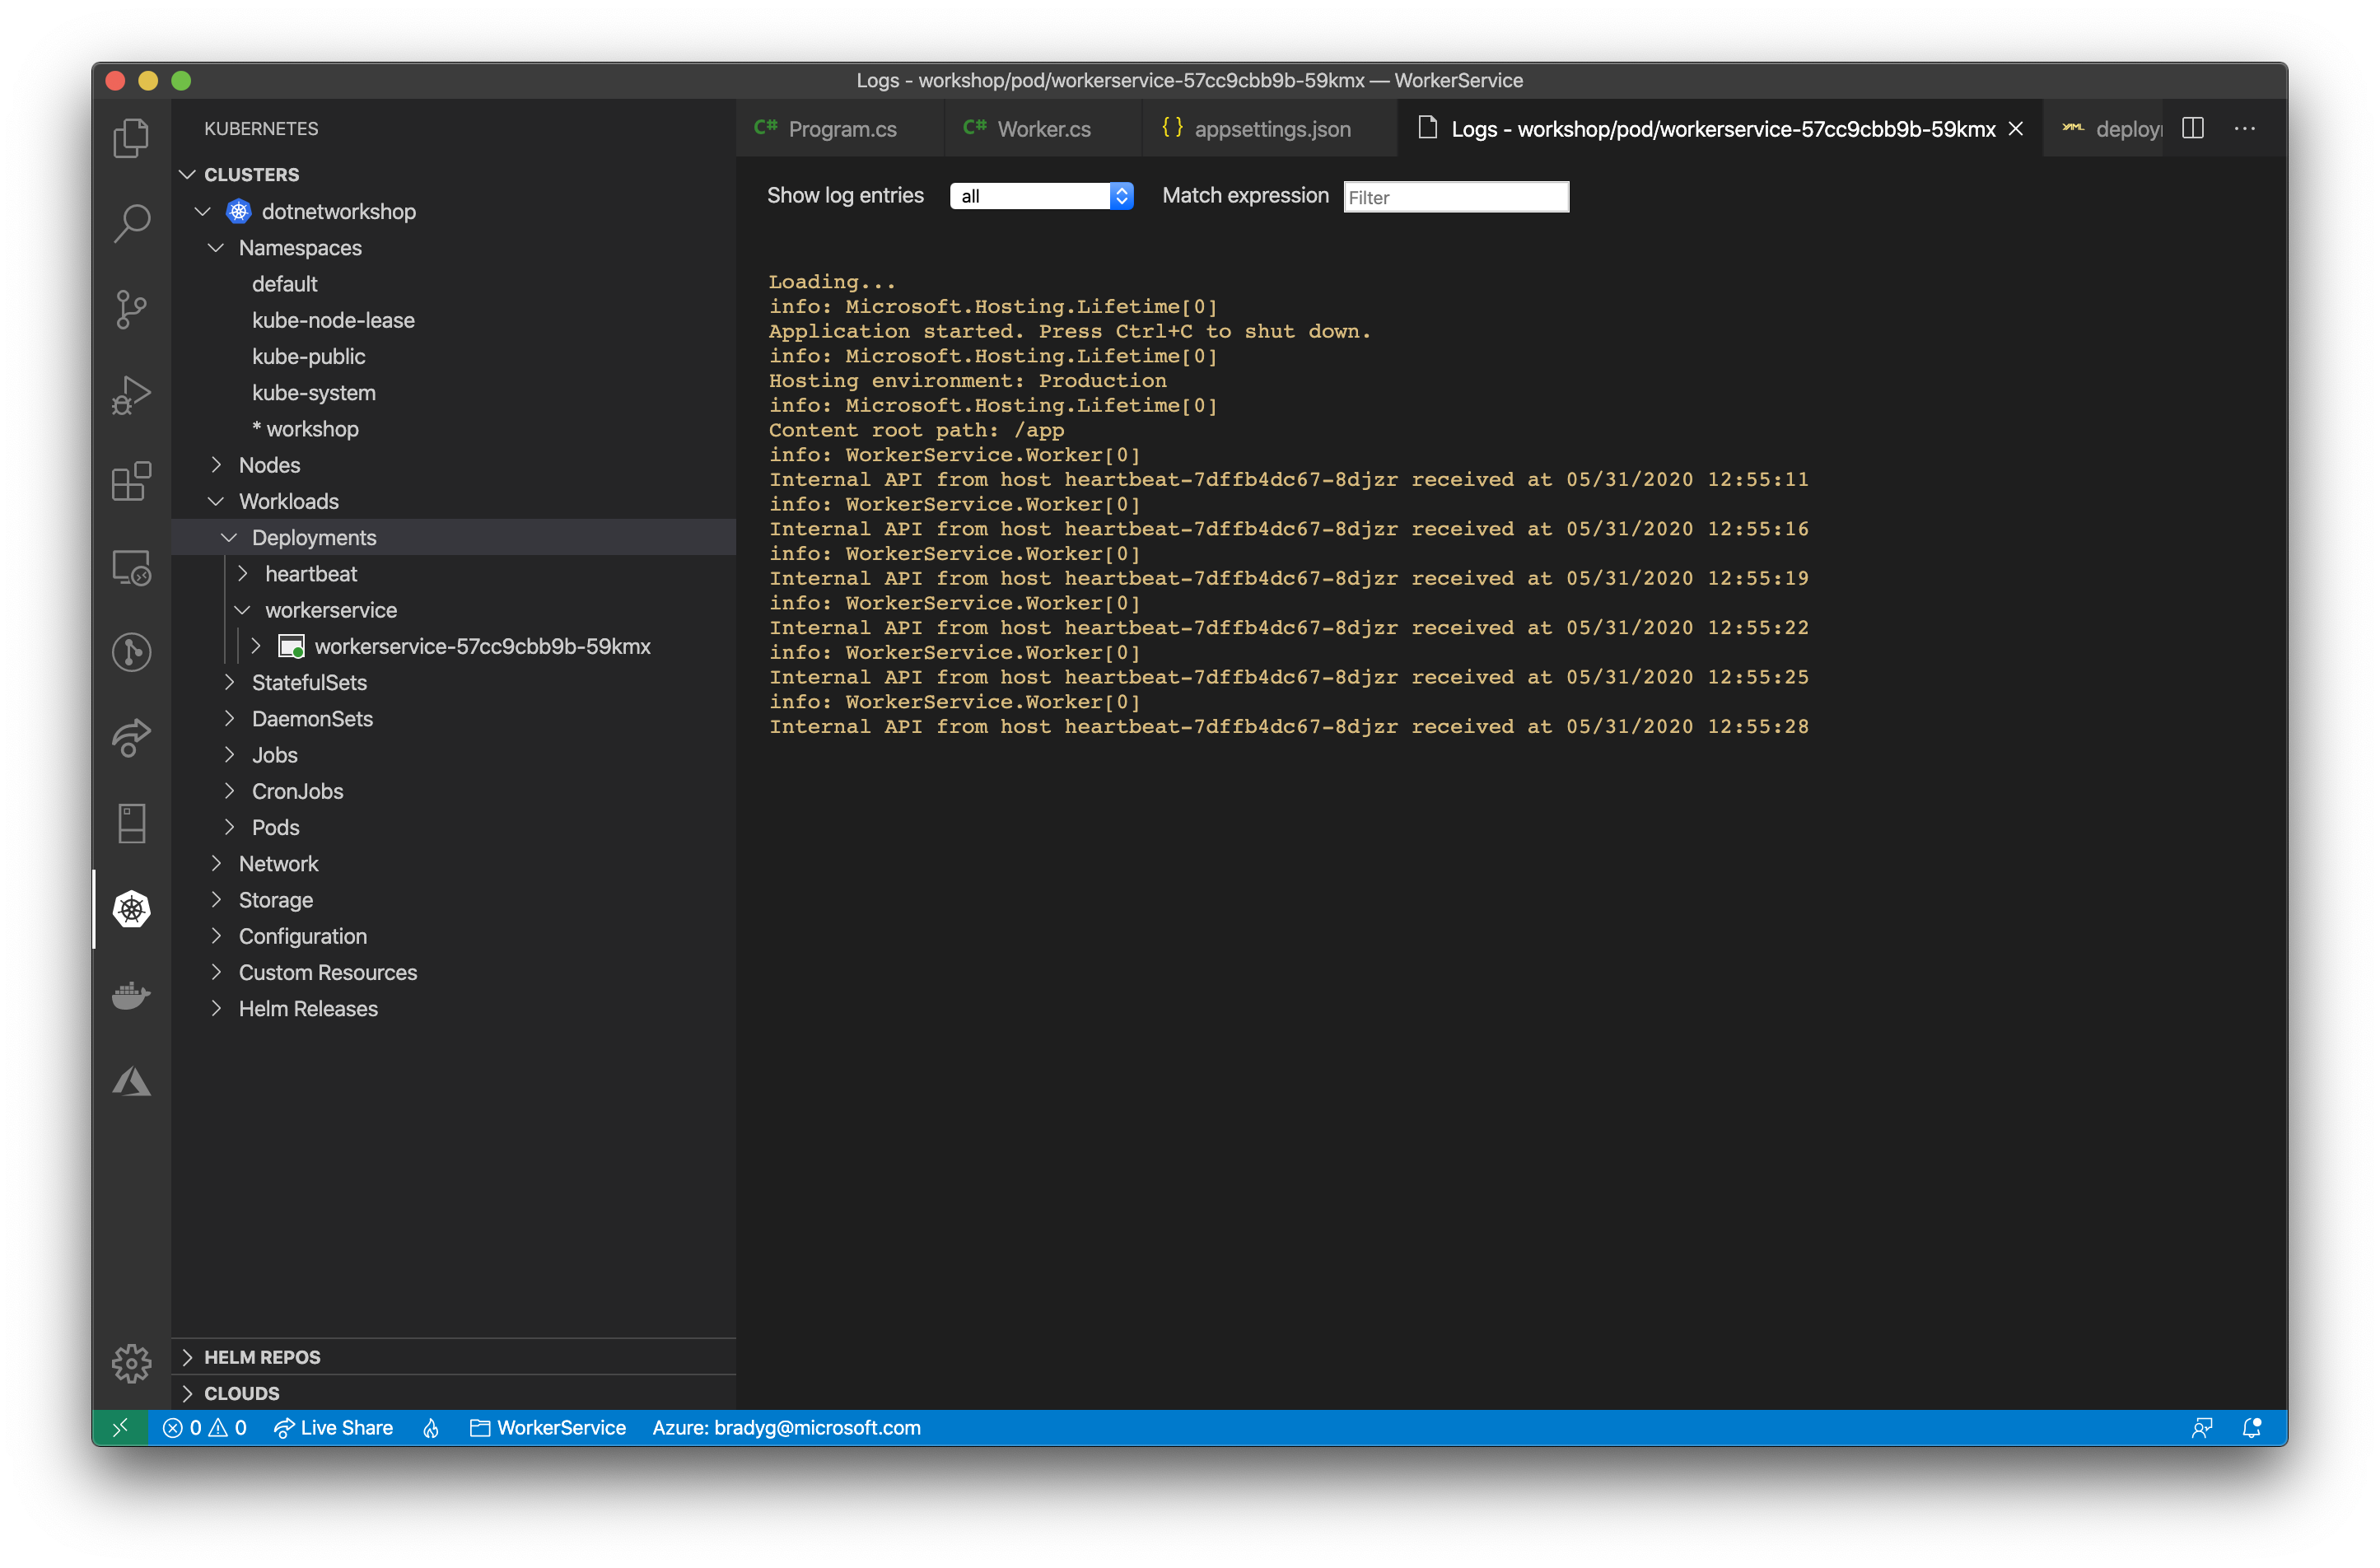 Logs - workshop/pod/workerservice-57cc9cbb9b-59kmx — WorkerService
KUBERNETES
CLUSTERS
dotnetworkshop
Namespaces
default
kube-node-lease
kube-public
kube-system
* workshop
Nodes
Workloads
Deployments
heartbeat
workerservice
workerservice-57cc9cbb9b-59kmx
StatefulSets
DaemonSets
Jobs
CronJobs
Pods
Network
Storage
Configuration
Custom Resources
Helm Releases
HELM REPOS
CLOUDS
C# Program.cs C# Worker.cs {} appsettings.json Logs - workshop/pod/workerservice-57cc9cbb9b-59kmx YAML deploy
Show log entries all Match expression Filter
Loading...
info: Microsoft.Hosting.Lifetime[0]
Application started. Press Ctrl+C to shut down.
info: Microsoft.Hosting.Lifetime[0]
Hosting environment: Production
info: Microsoft.Hosting.Lifetime[0]
Content root path: /app
info: WorkerService.Worker[0]
Internal API from host heartbeat-7dffb4dc67-8djzr received at 05/31/2020 12:55:11
info: WorkerService.Worker[0]
Internal API from host heartbeat-7dffb4dc67-8djzr received at 05/31/2020 12:55:16
info: WorkerService.Worker[0]
Internal API from host heartbeat-7dffb4dc67-8djzr received at 05/31/2020 12:55:19
info: WorkerService.Worker[0]
Internal API from host heartbeat-7dffb4dc67-8djzr received at 05/31/2020 12:55:22
info: WorkerService.Worker[0]
Internal API from host heartbeat-7dffb4dc67-8djzr received at 05/31/2020 12:55:25
info: WorkerService.Worker[0]
Internal API from host heartbeat-7dffb4dc67-8djzr received at 05/31/2020 12:55:28
0 0 Live Share WorkerService Azure: bradyg@microsoft.com